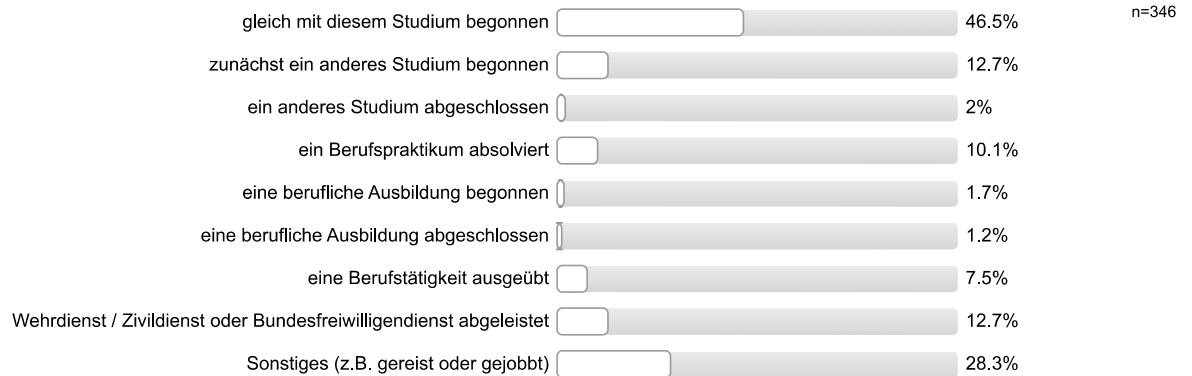 gleich mit diesem Studium begonnen 46.5% n=346
zunächst ein anderes Studium begonnen 12.7%
ein anderes Studium abgeschlossen 2%
ein Berufspraktikum absolviert 10.1%
eine berufliche Ausbildung begonnen 1.7%
eine berufliche Ausbildung abgeschlossen 1.2%
eine Berufstätigkeit ausgeübt 7.5%
Wehrdienst / Zivildienst oder Bundesfreiwilligendienst abgeleistet 12.7%
Sonstiges (z.B. gereist oder gejobbt) 28.3%